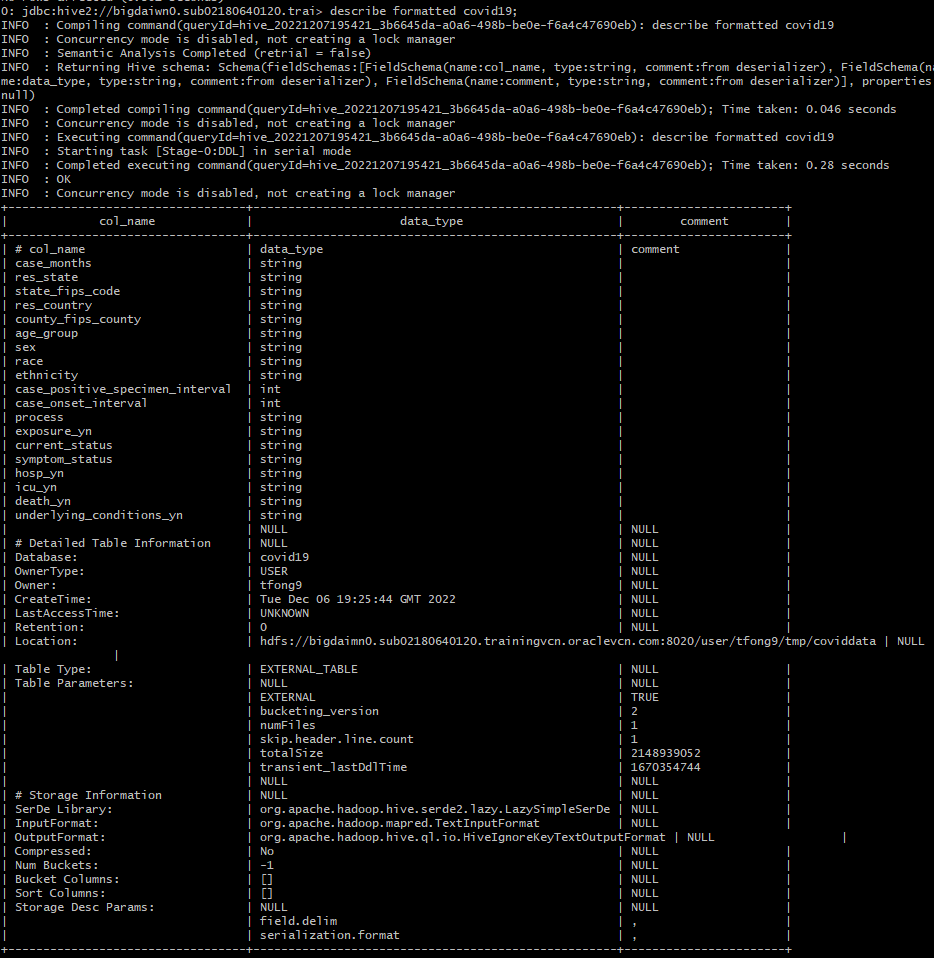 0: jdbc:hive2://bigdaiwn0.sub02180640120.trai> describe formatted covid19;
INFO  : Compiling command(queryId=hive_20221207195421_3b6645da-a0a6-498b-be0e-f6a4c47690eb): describe formatted covid19
INFO  : Concurrency mode is disabled, not creating a lock manager
INFO  : Semantic Analysis Completed (retrial = false)
INFO  : Returning Hive schema: Schema(fieldSchemas:[FieldSchema(name:col_name, type:string, comment:from deserializer), FieldSchema(na
me:data_type, type:string, comment:from deserializer), FieldSchema(name:comment, type:string, comment:from deserializer)], properties
null)
INFO  : Completed compiling command(queryId=hive_20221207195421_3b6645da-a0a6-498b-be0e-f6a4c47690eb); Time taken: 0.046 seconds
INFO  : Concurrency mode is disabled, not creating a lock manager
INFO  : Executing command(queryId=hive_20221207195421_3b6645da-a0a6-498b-be0e-f6a4c47690eb): describe formatted covid19
INFO  : Starting task [Stage-0:DDL] in serial mode
INFO  : Completed executing command(queryId=hive_20221207195421_3b6645da-a0a6-498b-be0e-f6a4c47690eb); Time taken: 0.28 seconds
INFO  : OK
INFO  : Concurrency mode is disabled, not creating a lock manager
| col_name | data_type | comment |
| # col_name | data_type | comment |
| case_months | string | |
| res_state | string | |
| state_fips_code | string | |
| res_country | string | |
| county_fips_county | string | |
| age_group | string | |
| sex | string | |
| race | string | |
| ethnicity | string | |
| case_positive_specimen_interval | int | |
| case_onset_interval | int | |
| process | string | |
| exposure_yn | string | |
| current_status | string | |
| symptom_status | string | |
| hosp_yn | string | |
| icu_yn | string | |
| death_yn | string | |
| underlying_conditions_yn | string | |
| | NULL | NULL |
| # Detailed Table Information | NULL | NULL |
| Database: | covid19 | NULL |
| OwnerType: | USER | NULL |
| Owner: | tfong9 | NULL |
| CreateTime: | Tue Dec 06 19:25:44 GMT 2022 | NULL |
| LastAccessTime: | UNKNOWN | NULL |
| Retention: | 0 | NULL |
| Location: | hdfs://bigdaimn0.sub02180640120.trainingvcn.oraclevcn.com:8020/user/tfong9/tmp/coviddata | NULL
|
| Table Type: | EXTERNAL_TABLE | NULL |
| Table Parameters: | NULL | NULL |
| | EXTERNAL | TRUE |
| | bucketing_version | 2 |
| | numFiles | 1 |
| | skip.header.line.count | 1 |
| | totalSize | 2148939052 |
| | transient_lastDdlTime | 1670354744 |
| | NULL | NULL |
| # Storage Information | NULL | NULL |
| SerDe Library: | org.apache.hadoop.hive.serde2.lazy.LazySimpleSerDe | NULL |
| InputFormat: | org.apache.hadoop.mapred.TextInputFormat | NULL |
| OutputFormat: | org.apache.hadoop.hive.ql.io.HiveIgnoreKeyTextOutputFormat | NULL |
| Compressed: | No | NULL |
| Num Buckets: | -1 | NULL |
| Bucket Columns: | [] | NULL |
| Sort Columns: | [] | NULL |
| Storage Desc Params: | NULL | NULL |
| | field.delim | , |
| | serialization.format | , |